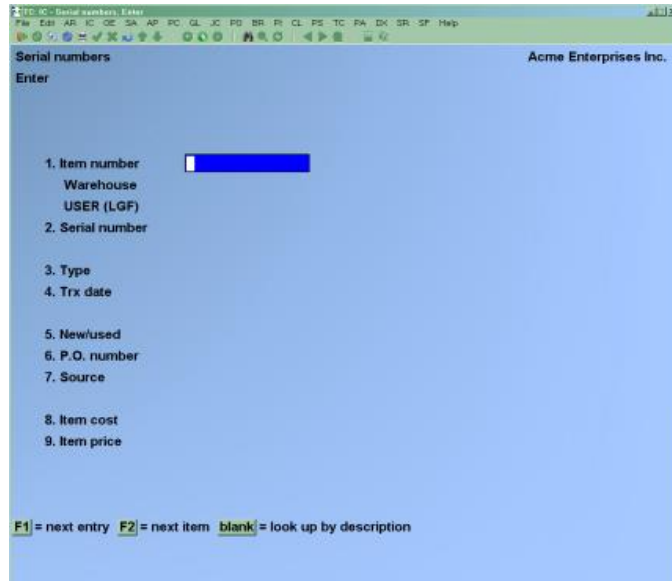 IC - Serial numbers, Enter
File Edit AR IC OE SA AP PC GL JC PO BR PI CL PS TC PA DX SR SF Help
Serial numbers Acme Enterprises Inc.
Enter
1. Item number
Warehouse
USER (LGF)
2. Serial number
3. Type
4. Trx date
5. New/used
6. P.O. number
7. Source
8. Item cost
9. Item price
F1 = next entry F2 = next item blank = look up by description